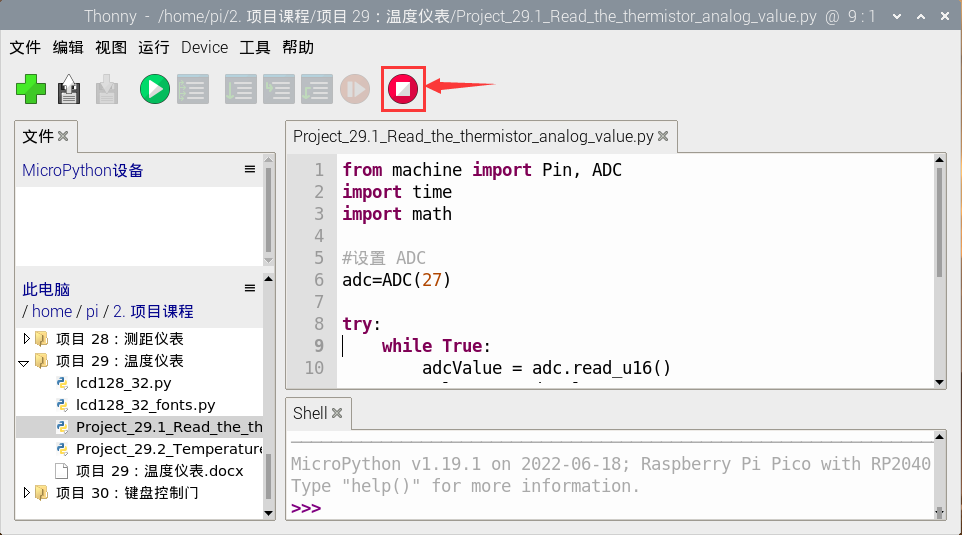 Thonny - /home/pi/2. 项目课程/项目 29：温度仪表/Project_29.1_Read_the_thermistor_analog_value.py @ 9 : 1
文件 编辑 视图 运行 Device 工具 帮助
文件
MicroPython设备
此电脑
/ home / pi / 2. 项目课程
项目 28：测距仪表
项目 29：温度仪表
lcd128_32.py
lcd128_32_fonts.py
Project_29.1_Read_the_th
Project_29.2_Temperature
项目 29：温度仪表.docx
项目 30：键盘控制门
Project_29.1_Read_the_thermistor_analog_value.py
1 from machine import Pin, ADC
2 import time
3 import math
4
5 #设置 ADC
6 adc=ADC(27)
7
8 try:
9 while True:
10 adcValue = adc.read_u16()
Shell
MicroPython v1.19.1 on 2022-06-18; Raspberry Pi Pico with RP2040
Type "help()" for more information.
>>>